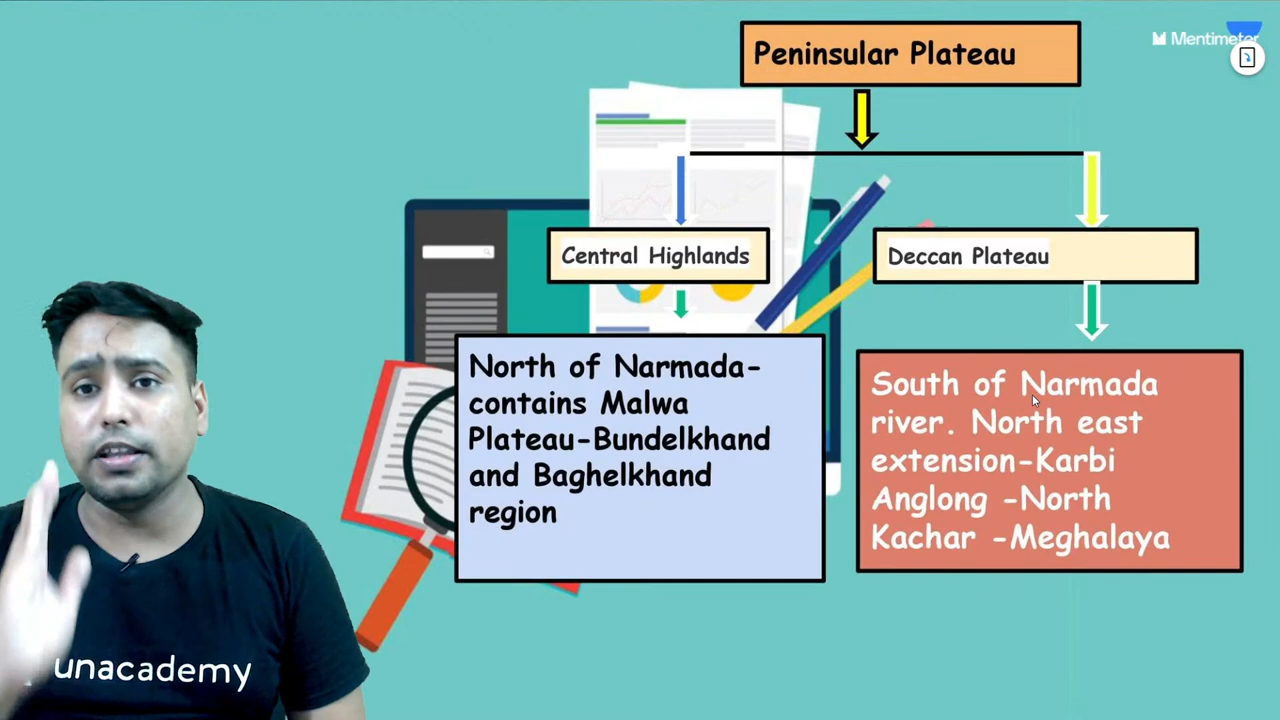 Peninsular Plateau
Mentimeter
Central Highlands
Deccan Plateau
North of Narmada-
contains Malwa
Plateau-Bundelkhand
and Baghelkhand
region
South of Narmada
river. North east
extension-Karbi
Anglong -North
Kachar -Meghalaya
unacademy